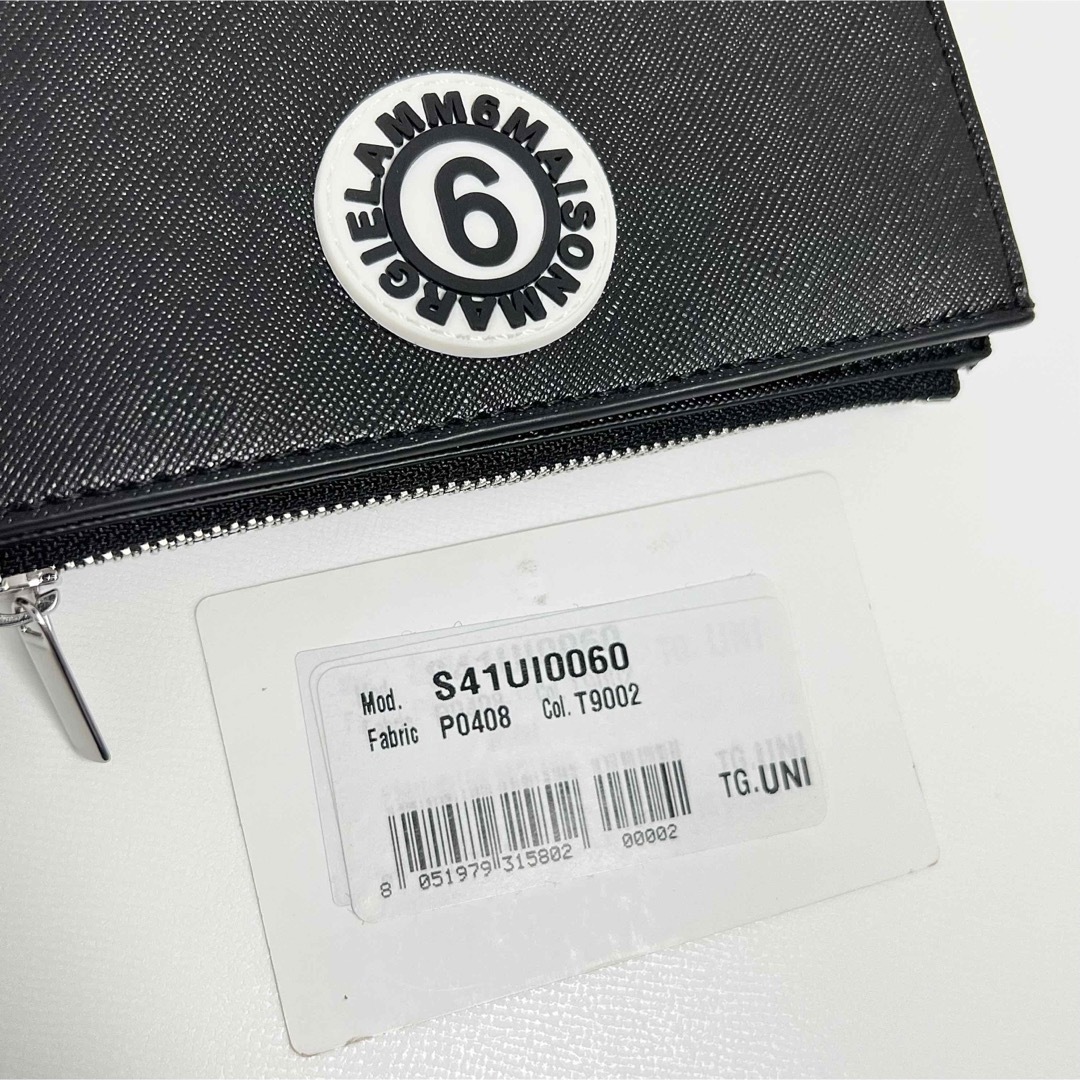 MM6MAISONMARGIELA
6
Mod. S41UI0060
Fabric P0408 Col. T9002
TG.UNI
8 051979 315802 00002